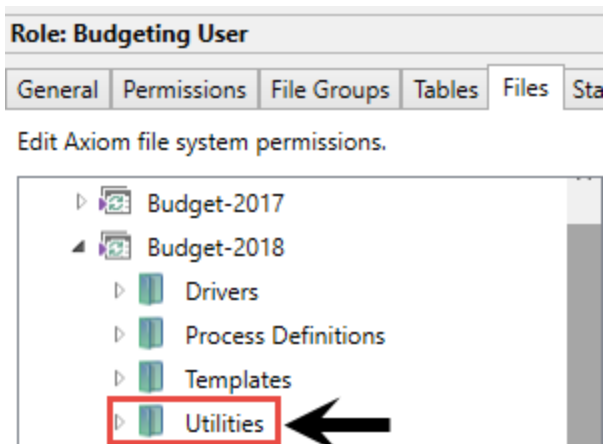 Role: Budgeting User
General Permissions File Groups Tables Files Sta
Edit Axiom file system permissions.
Budget-2017
Budget-2018
Drivers
Process Definitions
Templates
Utilities